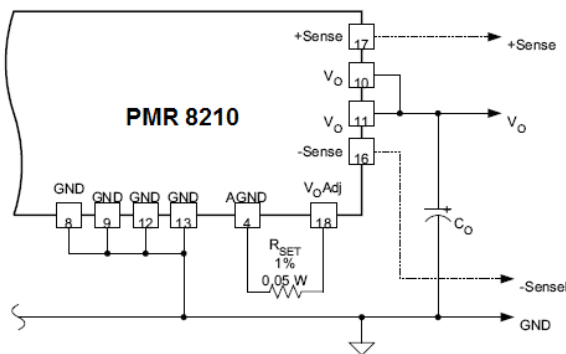 +Sense
17
+Sense
VO
10
PMR 8210
VO
11
VO
-Sense
16
GND
GND
GND
GND
AGND
VOAdj
8
9
12
13
4
18
RSET
1%
0,05 W
+
CO
-Sensel
GND